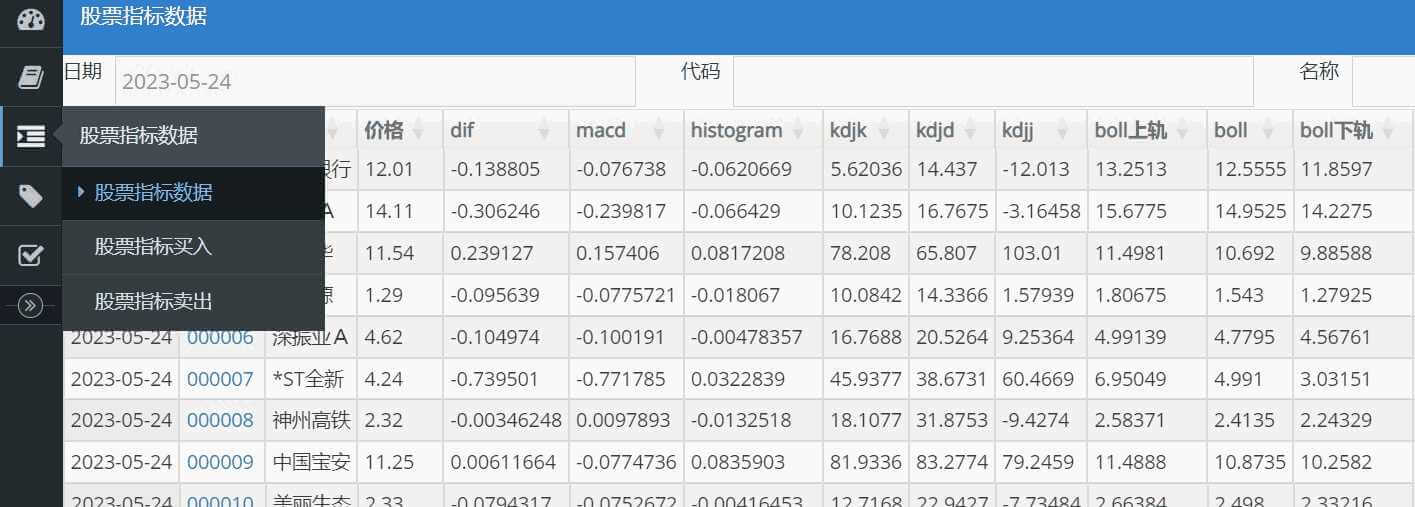 股票指标数据
日期 2023-05-24 代码 名称
股票指标数据
股票指标数据
股票指标买入
股票指标卖出
价格 dif macd histogram kdjk kdjd kdjj boll上轨 boll boll下轨
银行 12.01 -0.138805 -0.076738 -0.0620669 5.62036 14.437 -12.013 13.2513 12.5555 11.8597
A 14.11 -0.306246 -0.239817 -0.066429 10.1235 16.7675 -3.16458 15.6775 14.9525 14.2275
11.54 0.239127 0.157406 0.0817208 78.208 65.807 103.01 11.4981 10.692 9.88588
源 1.29 -0.095639 -0.0775721 -0.018067 10.0842 14.3366 1.57939 1.80675 1.543 1.27925
2023-05-24 000006 深振业A 4.62 -0.104974 -0.100191 -0.00478357 16.7688 20.5264 9.25364 4.99139 4.7795 4.56761
2023-05-24 000007 *ST全新 4.24 -0.739501 -0.771785 0.0322839 45.9377 38.6731 60.4669 6.95049 4.991 3.03151
2023-05-24 000008 神州高铁 2.32 -0.00346248 0.0097893 -0.0132518 18.1077 31.8753 -9.4274 2.58371 2.4135 2.24329
2023-05-24 000009 中国宝安 11.25 0.00611664 -0.0774736 0.0835903 81.9336 83.2774 79.2459 11.4888 10.8735 10.2582
2023-05-24 000010 美丽生态 2.33 -0.0794317 -0.0752672 -0.00416453 12.7168 22.9427 -7.73484 2.66384 2.498 2.33216